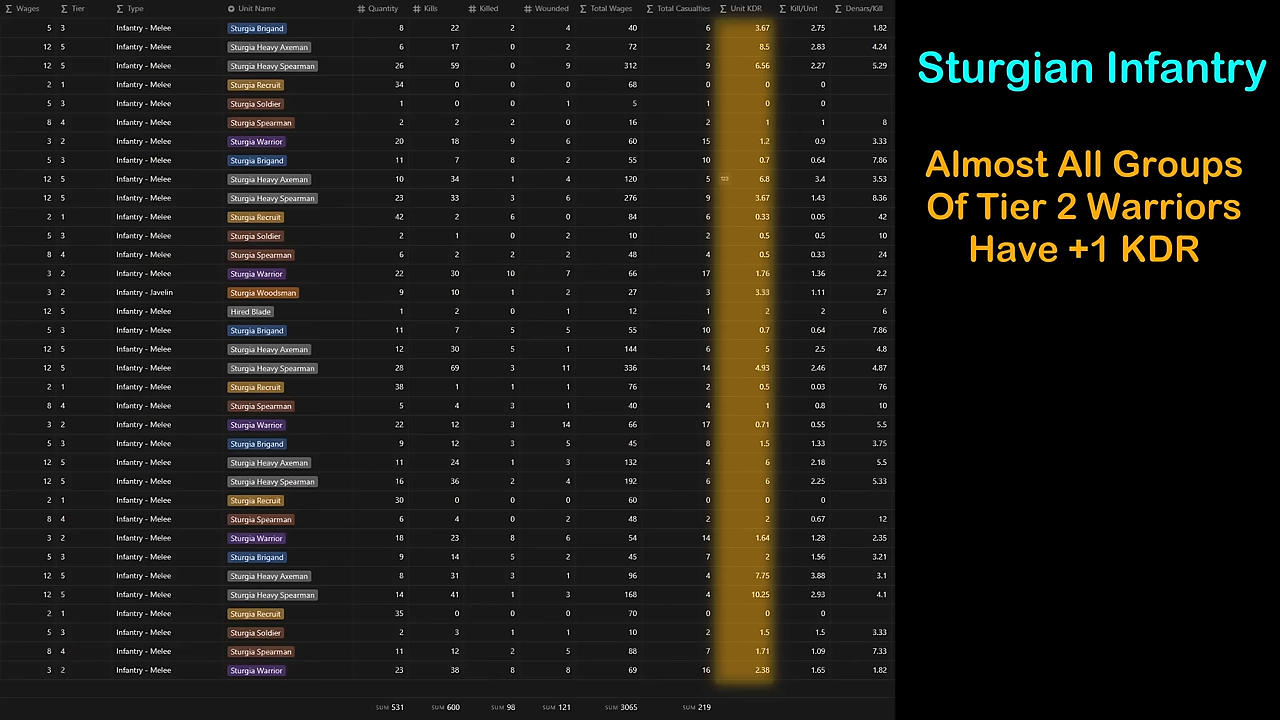 Wages Tier Type Unit Name Quantity Kills Killed Wounded Total Wages Total Casualties Unit KDR Kill/Unit Denars/Kill
5 3 Infantry - Melee Sturgia Brigand 8 22 2 4 40 6 3.67 2.75 1.82
12 5 Infantry - Melee Sturgia Heavy Axeman 6 17 0 2 72 2 8.5 2.83 4.24
12 5 Infantry - Melee Sturgia Heavy Spearman 26 59 0 9 312 9 6.56 2.27 5.29
2 1 Infantry - Melee Sturgia Recruit 34 0 0 0 68 0 0 0
5 3 Infantry - Melee Sturgia Soldier 1 0 0 1 5 1 0 0
8 4 Infantry - Melee Sturgia Spearman 2 2 2 0 16 2 1 1 8
3 2 Infantry - Melee Sturgia Warrior 20 18 9 6 60 15 1.2 0.9 3.33
5 3 Infantry - Melee Sturgia Brigand 11 7 8 2 55 10 0.7 0.64 7.86
12 5 Infantry - Melee Sturgia Heavy Axeman 10 34 1 4 120 5 6.8 3.4 3.53
12 5 Infantry - Melee Sturgia Heavy Spearman 23 33 3 6 276 9 3.67 1.43 8.36
2 1 Infantry - Melee Sturgia Recruit 42 2 6 0 84 6 0.33 0.05 42
5 3 Infantry - Melee Sturgia Soldier 2 1 0 2 10 2 0.5 0.5 10
8 4 Infantry - Melee Sturgia Spearman 6 2 2 2 48 4 0.5 0.33 24
3 2 Infantry - Melee Sturgia Warrior 22 30 10 7 66 17 1.76 1.36 2.2
3 2 Infantry - Javelin Sturgia Woodsman 9 10 1 2 27 3 3.33 1.11 2.7
12 5 Infantry - Melee Hired Blade 1 2 0 1 12 1 2 2 6
5 3 Infantry - Melee Sturgia Brigand 11 7 5 5 55 10 0.7 0.64 7.86
12 5 Infantry - Melee Sturgia Heavy Axeman 12 30 5 1 144 6 5 2.5 4.8
12 5 Infantry - Melee Sturgia Heavy Spearman 28 69 3 11 336 14 4.93 2.46 4.87
2 1 Infantry - Melee Sturgia Recruit 38 1 1 1 76 2 0.5 0.03 76
8 4 Infantry - Melee Sturgia Spearman 5 4 3 1 40 4 1 0.8 10
3 2 Infantry - Melee Sturgia Warrior 22 12 3 14 66 17 0.71 0.55 5.5
5 3 Infantry - Melee Sturgia Brigand 9 12 3 5 45 8 1.5 1.33 3.75
12 5 Infantry - Melee Sturgia Heavy Axeman 11 24 1 3 132 4 6 2.18 5.5
12 5 Infantry - Melee Sturgia Heavy Spearman 16 36 2 4 192 6 6 2.25 5.33
2 1 Infantry - Melee Sturgia Recruit 30 0 0 0 60 0 0 0
8 4 Infantry - Melee Sturgia Spearman 6 4 0 2 48 2 2 0.67 12
3 2 Infantry - Melee Sturgia Warrior 18 23 8 6 54 14 1.64 1.28 2.35
5 3 Infantry - Melee Sturgia Brigand 9 14 5 2 45 7 2 1.56 3.21
12 5 Infantry - Melee Sturgia Heavy Axeman 8 31 3 1 96 4 7.75 3.88 3.1
12 5 Infantry - Melee Sturgia Heavy Spearman 14 41 1 3 168 4 10.25 2.93 4.1
2 1 Infantry - Melee Sturgia Recruit 35 0 0 0 70 0 0 0
5 3 Infantry - Melee Sturgia Soldier 2 3 1 1 10 2 1.5 1.5 3.33
8 4 Infantry - Melee Sturgia Spearman 11 12 2 5 88 7 1.71 1.09 7.33
3 2 Infantry - Melee Sturgia Warrior 23 38 8 8 69 16 2.38 1.65 1.82
SUM 531 SUM 600 SUM 98 SUM 121 SUM 3065 SUM 219
Sturgian Infantry
Almost All Groups
Of Tier 2 Warriors
Have +1 KDR